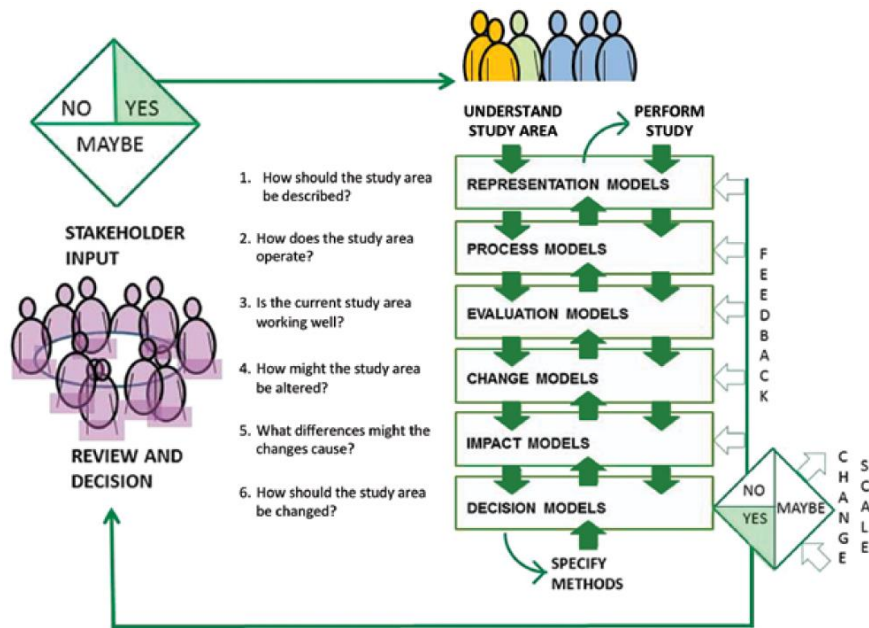 NO
YES
MAYBE
STAKEHOLDER
INPUT
REVIEW AND
DECISION
UNDERSTAND
STUDY AREA
PERFORM
STUDY
1. How should the study area
be described?
2. How does the study area
operate?
3. Is the current study area
working well?
4. How might the study area
be altered?
5. What differences might the
changes cause?
6. How should the study area
be changed?
REPRESENTATION MODELS
PROCESS MODELS
EVALUATION MODELS
CHANGE MODELS
IMPACT MODELS
DECISION MODELS
SPECIFY
METHODS
FEEDBACK
NO
YES
MAYBE
CHANGE
SCALE